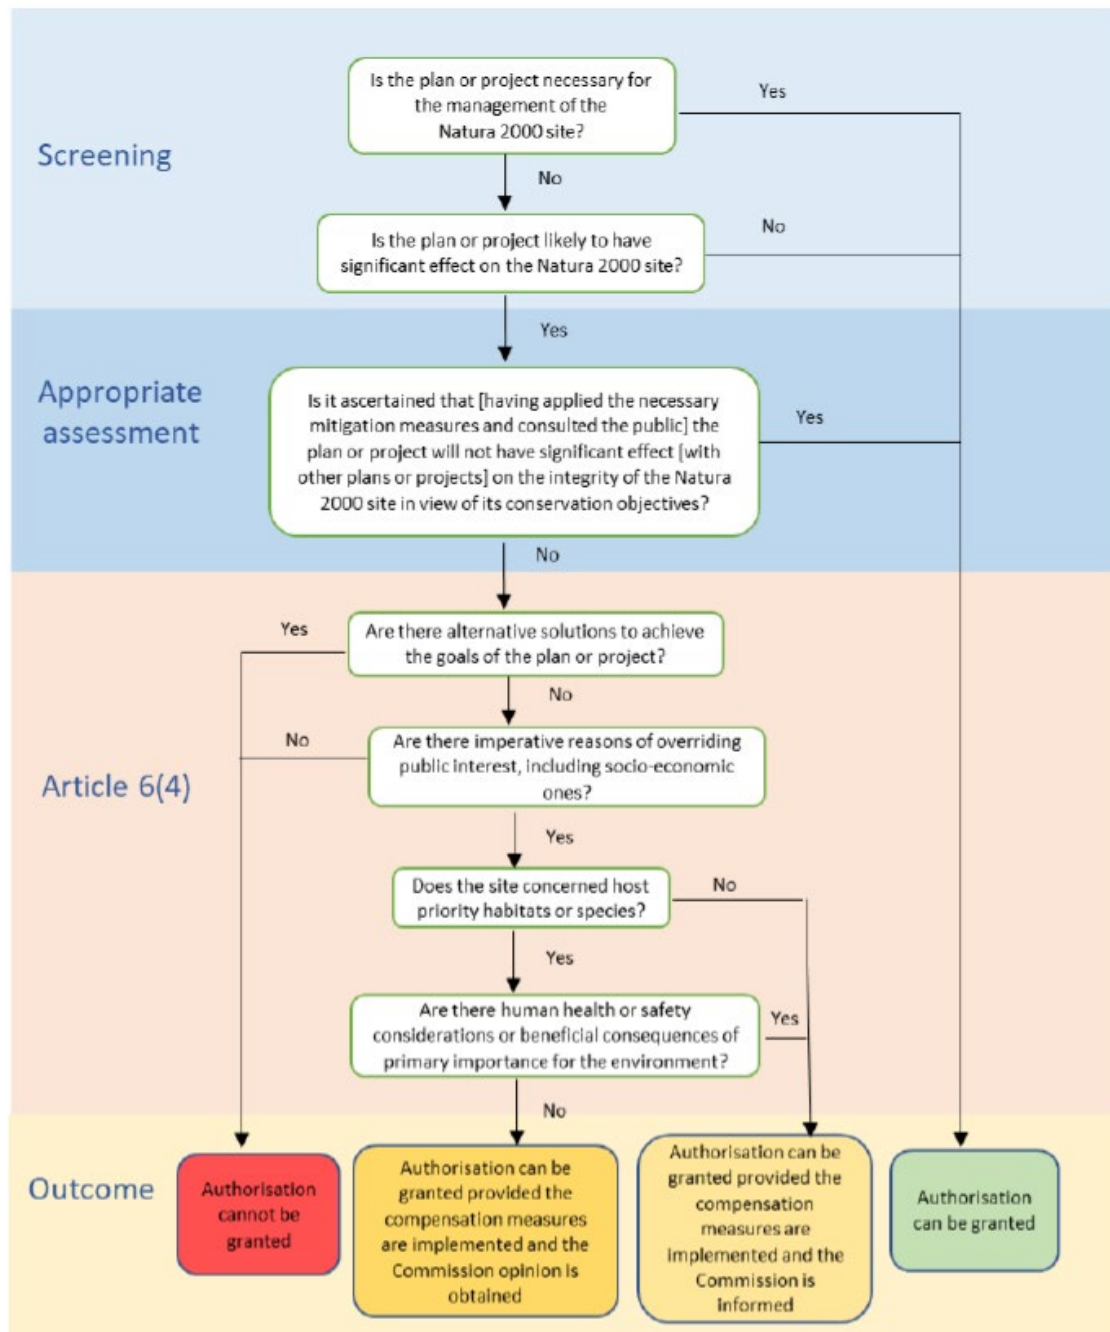 Is the plan or project necessary for
the management of the
Natura 2000 site?
Yes
Screening
No
Is the plan or project likely to have
significant effect on the Natura 2000 site?
No
Yes
Appropriate
assessment
Is it ascertained that [having applied the necessary
mitigation measures and consulted the public] the
plan or project will not have significant effect [with
other plans or projects] on the integrity of the Natura
2000 site in view of its conservation objectives?
Yes
No
Yes
Are there alternative solutions to achieve
the goals of the plan or project?
No
No
Are there imperative reasons of overriding
public interest, including socio-economic
ones?
Article 6(4)
Yes
Does the site concerned host
priority habitats or species?
No
Yes
Are there human health or safety
considerations or beneficial consequences of
primary importance for the environment?
Yes
No
Outcome
Authorisation
cannot be
granted
Authorisation can be
granted provided the
compensation measures
are implemented and the
Commission opinion is
obtained
Authorisation can be
granted provided the
compensation
measures are
implemented and the
Commission is
informed
Authorisation
can be granted